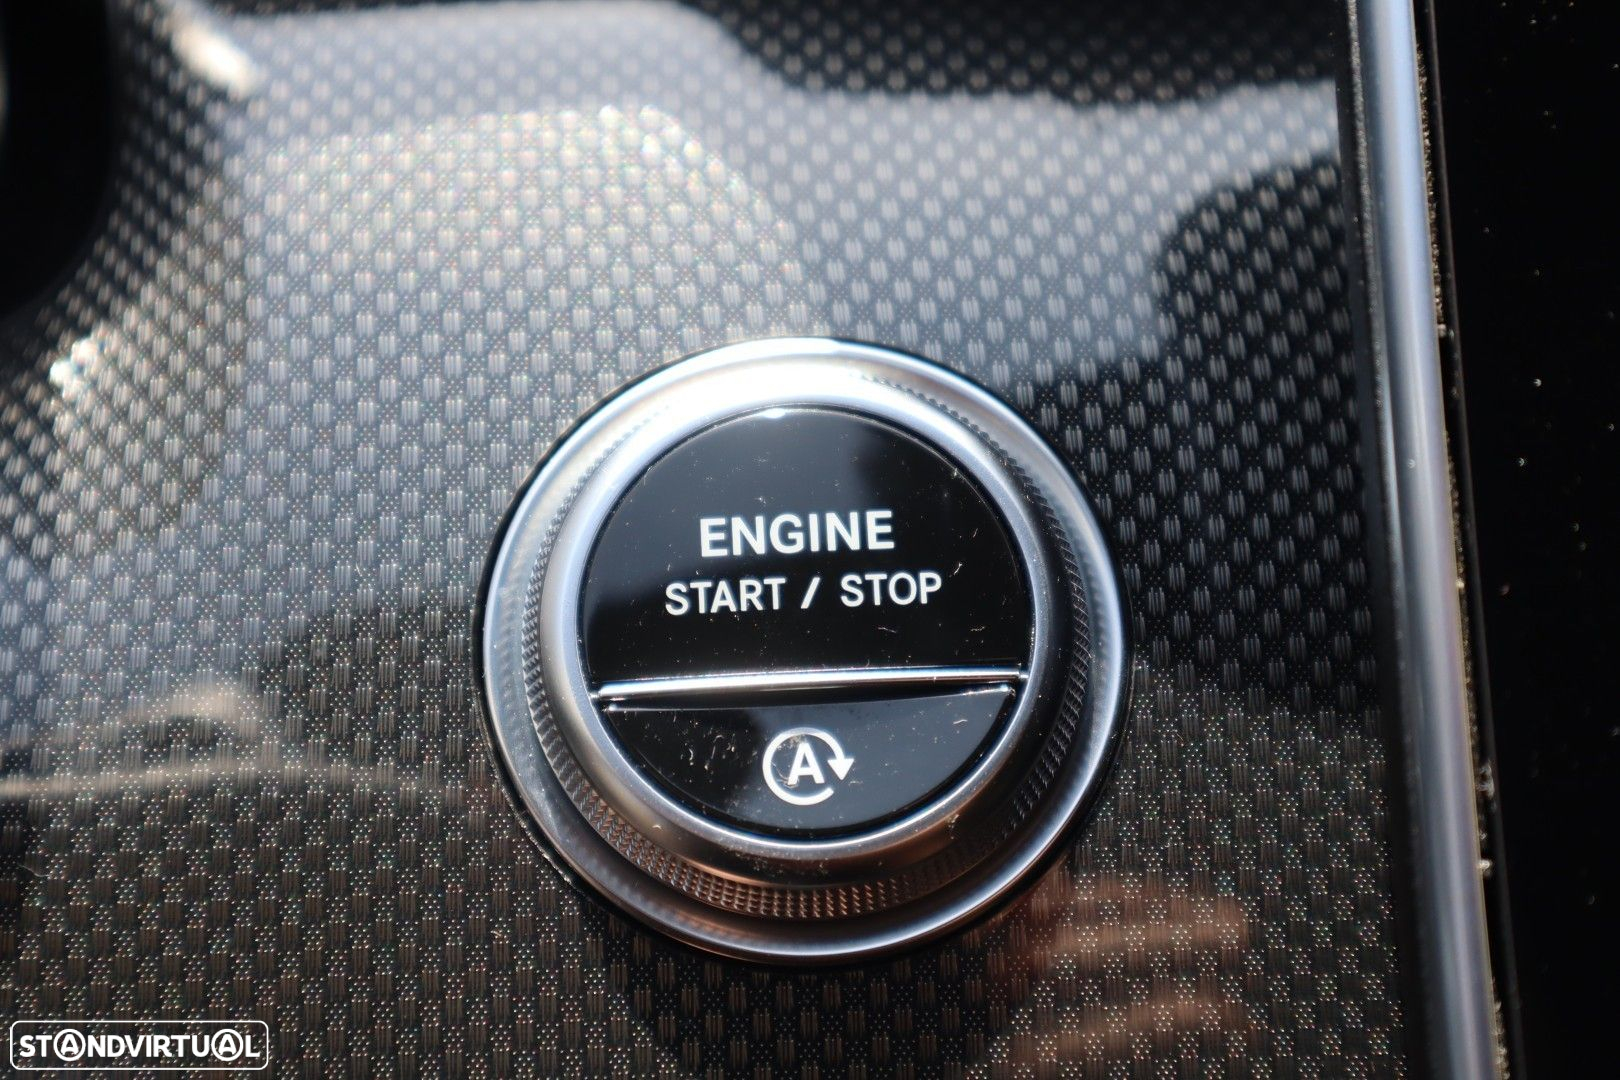 ENGINE
START / STOP
A
STANDVIRTUAL